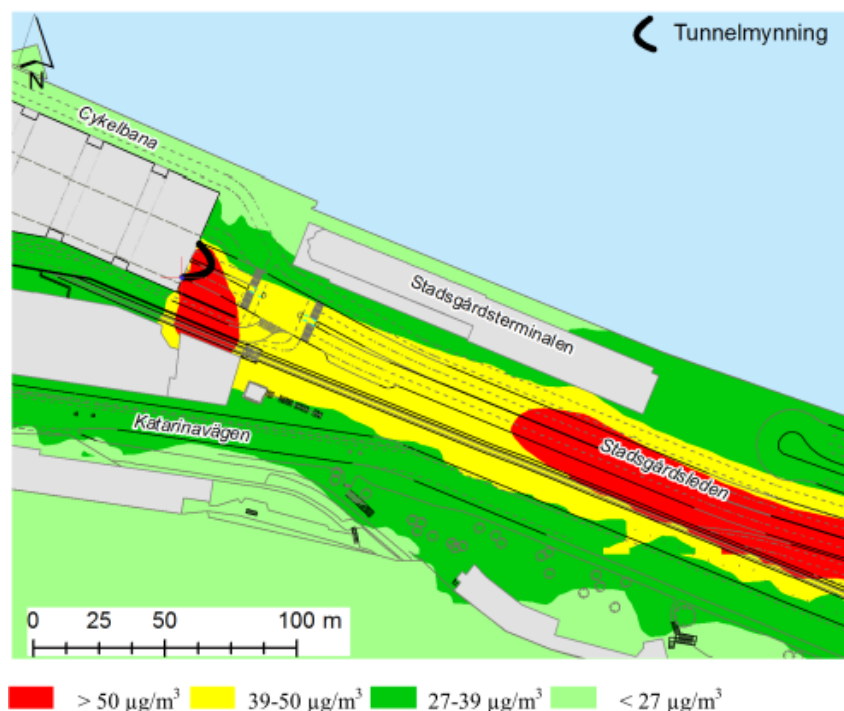 Tunnelmynning
N
Cykelbana
Stadsgårdsterminalen
Katarinavägen
Stadsgårdsleden
0 25 50 100 m
> 50 µg/m³ 39-50 µg/m³ 27-39 µg/m³ < 27 µg/m³